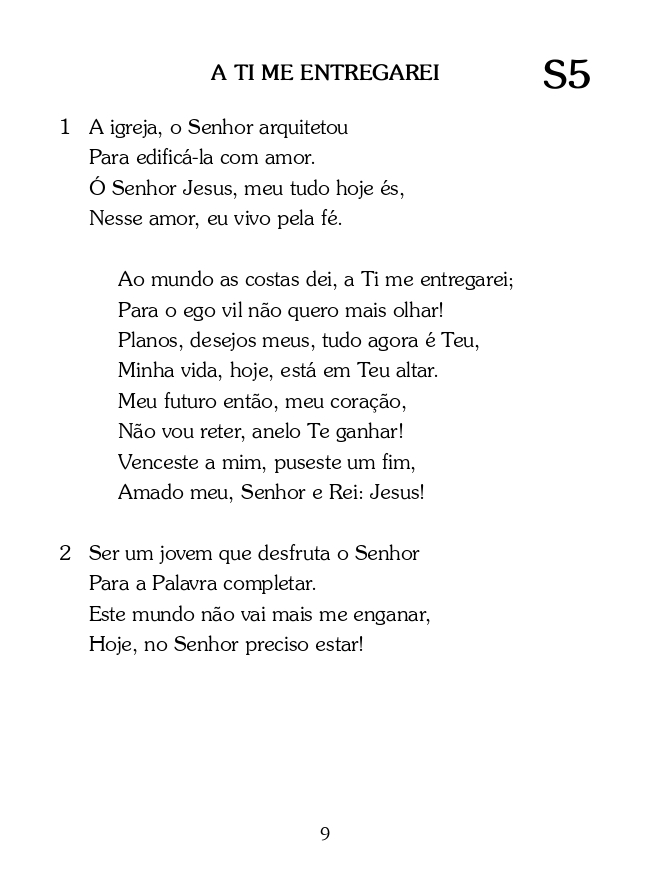 A TI ME ENTREGAREI
S5
1 A igreja, o Senhor arquitetou
Para edificá-la com amor.
Ó Senhor Jesus, meu tudo hoje és,
Nesse amor, eu vivo pela fé.
Ao mundo as costas dei, a Ti me entregarei;
Para o ego vil não quero mais olhar!
Planos, desejos meus, tudo agora é Teu,
Minha vida, hoje, está em Teu altar.
Meu futuro então, meu coração,
Não vou reter, anelo Te ganhar!
Venceste a mim, puseste um fim,
Amado meu, Senhor e Rei: Jesus!
2 Ser um jovem que desfruta o Senhor
Para a Palavra completar.
Este mundo não vai mais me enganar,
Hoje, no Senhor preciso estar!
9